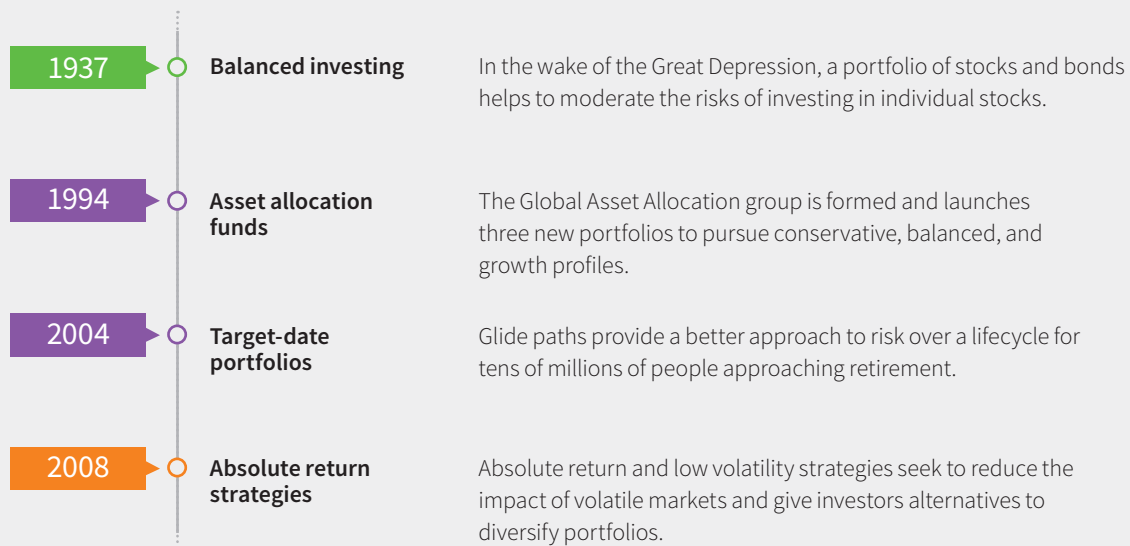 1937
Balanced investing
In the wake of the Great Depression, a portfolio of stocks and bonds
helps to moderate the risks of investing in individual stocks.
1994
Asset allocation
funds
The Global Asset Allocation group is formed and launches
three new portfolios to pursue conservative, balanced, and
growth profiles.
2004
Target-date
portfolios
Glide paths provide a better approach to risk over a lifecycle for
tens of millions of people approaching retirement.
2008
Absolute return
strategies
Absolute return and low volatility strategies seek to reduce the
impact of volatile markets and give investors alternatives to
diversify portfolios.